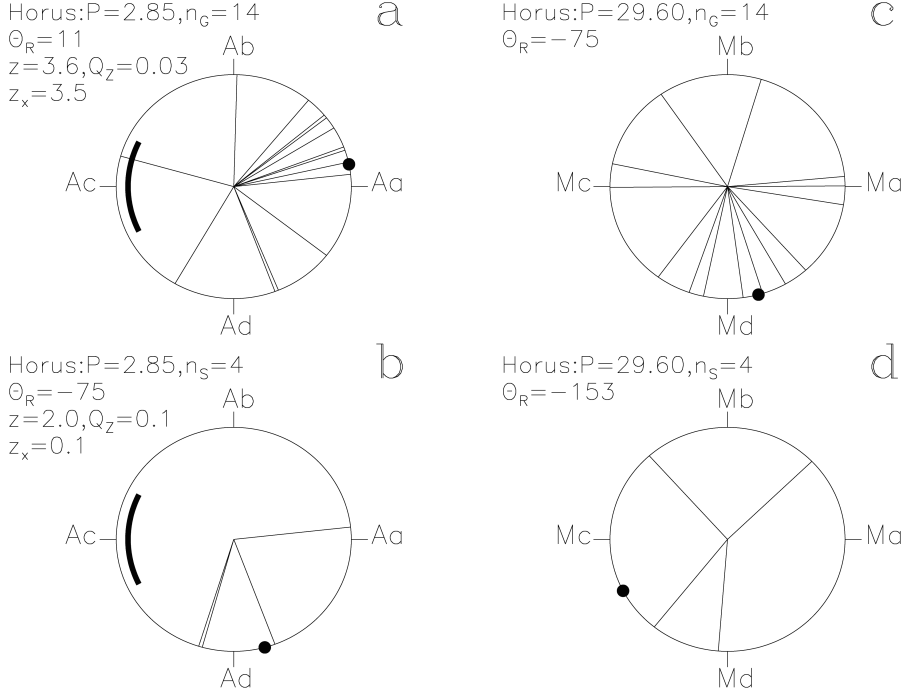 Horus:P=2.85,n_G=14
a
Θ_R=11
z=3.6,Q_Z=0.03
z_x=3.5
Ab
Ac
Aa
Ad
Horus:P=29.60,n_G=14
c
Θ_R=−75
Mb
Mc
Ma
Md
Horus:P=2.85,n_S=4
b
Θ_R=−75
z=2.0,Q_Z=0.1
z_x=0.1
Ab
Ac
Aa
Ad
Horus:P=29.60,n_S=4
d
Θ_R=−153
Mb
Mc
Ma
Md